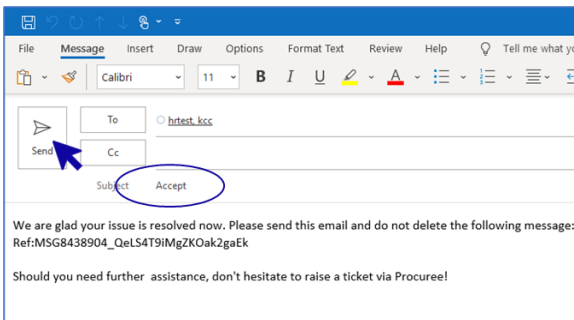 File Message Insert Draw Options Format Text Review Help Tell me what yo
Calibri 11 B I U A
To hrtest, kcc
Send
Cc
Subject Accept
We are glad your issue is resolved now. Please send this email and do not delete the following message:
Ref:MSG8438904_QeLS4T9iMgZKOak2gaEk
Should you need further assistance, don't hesitate to raise a ticket via Procuree!